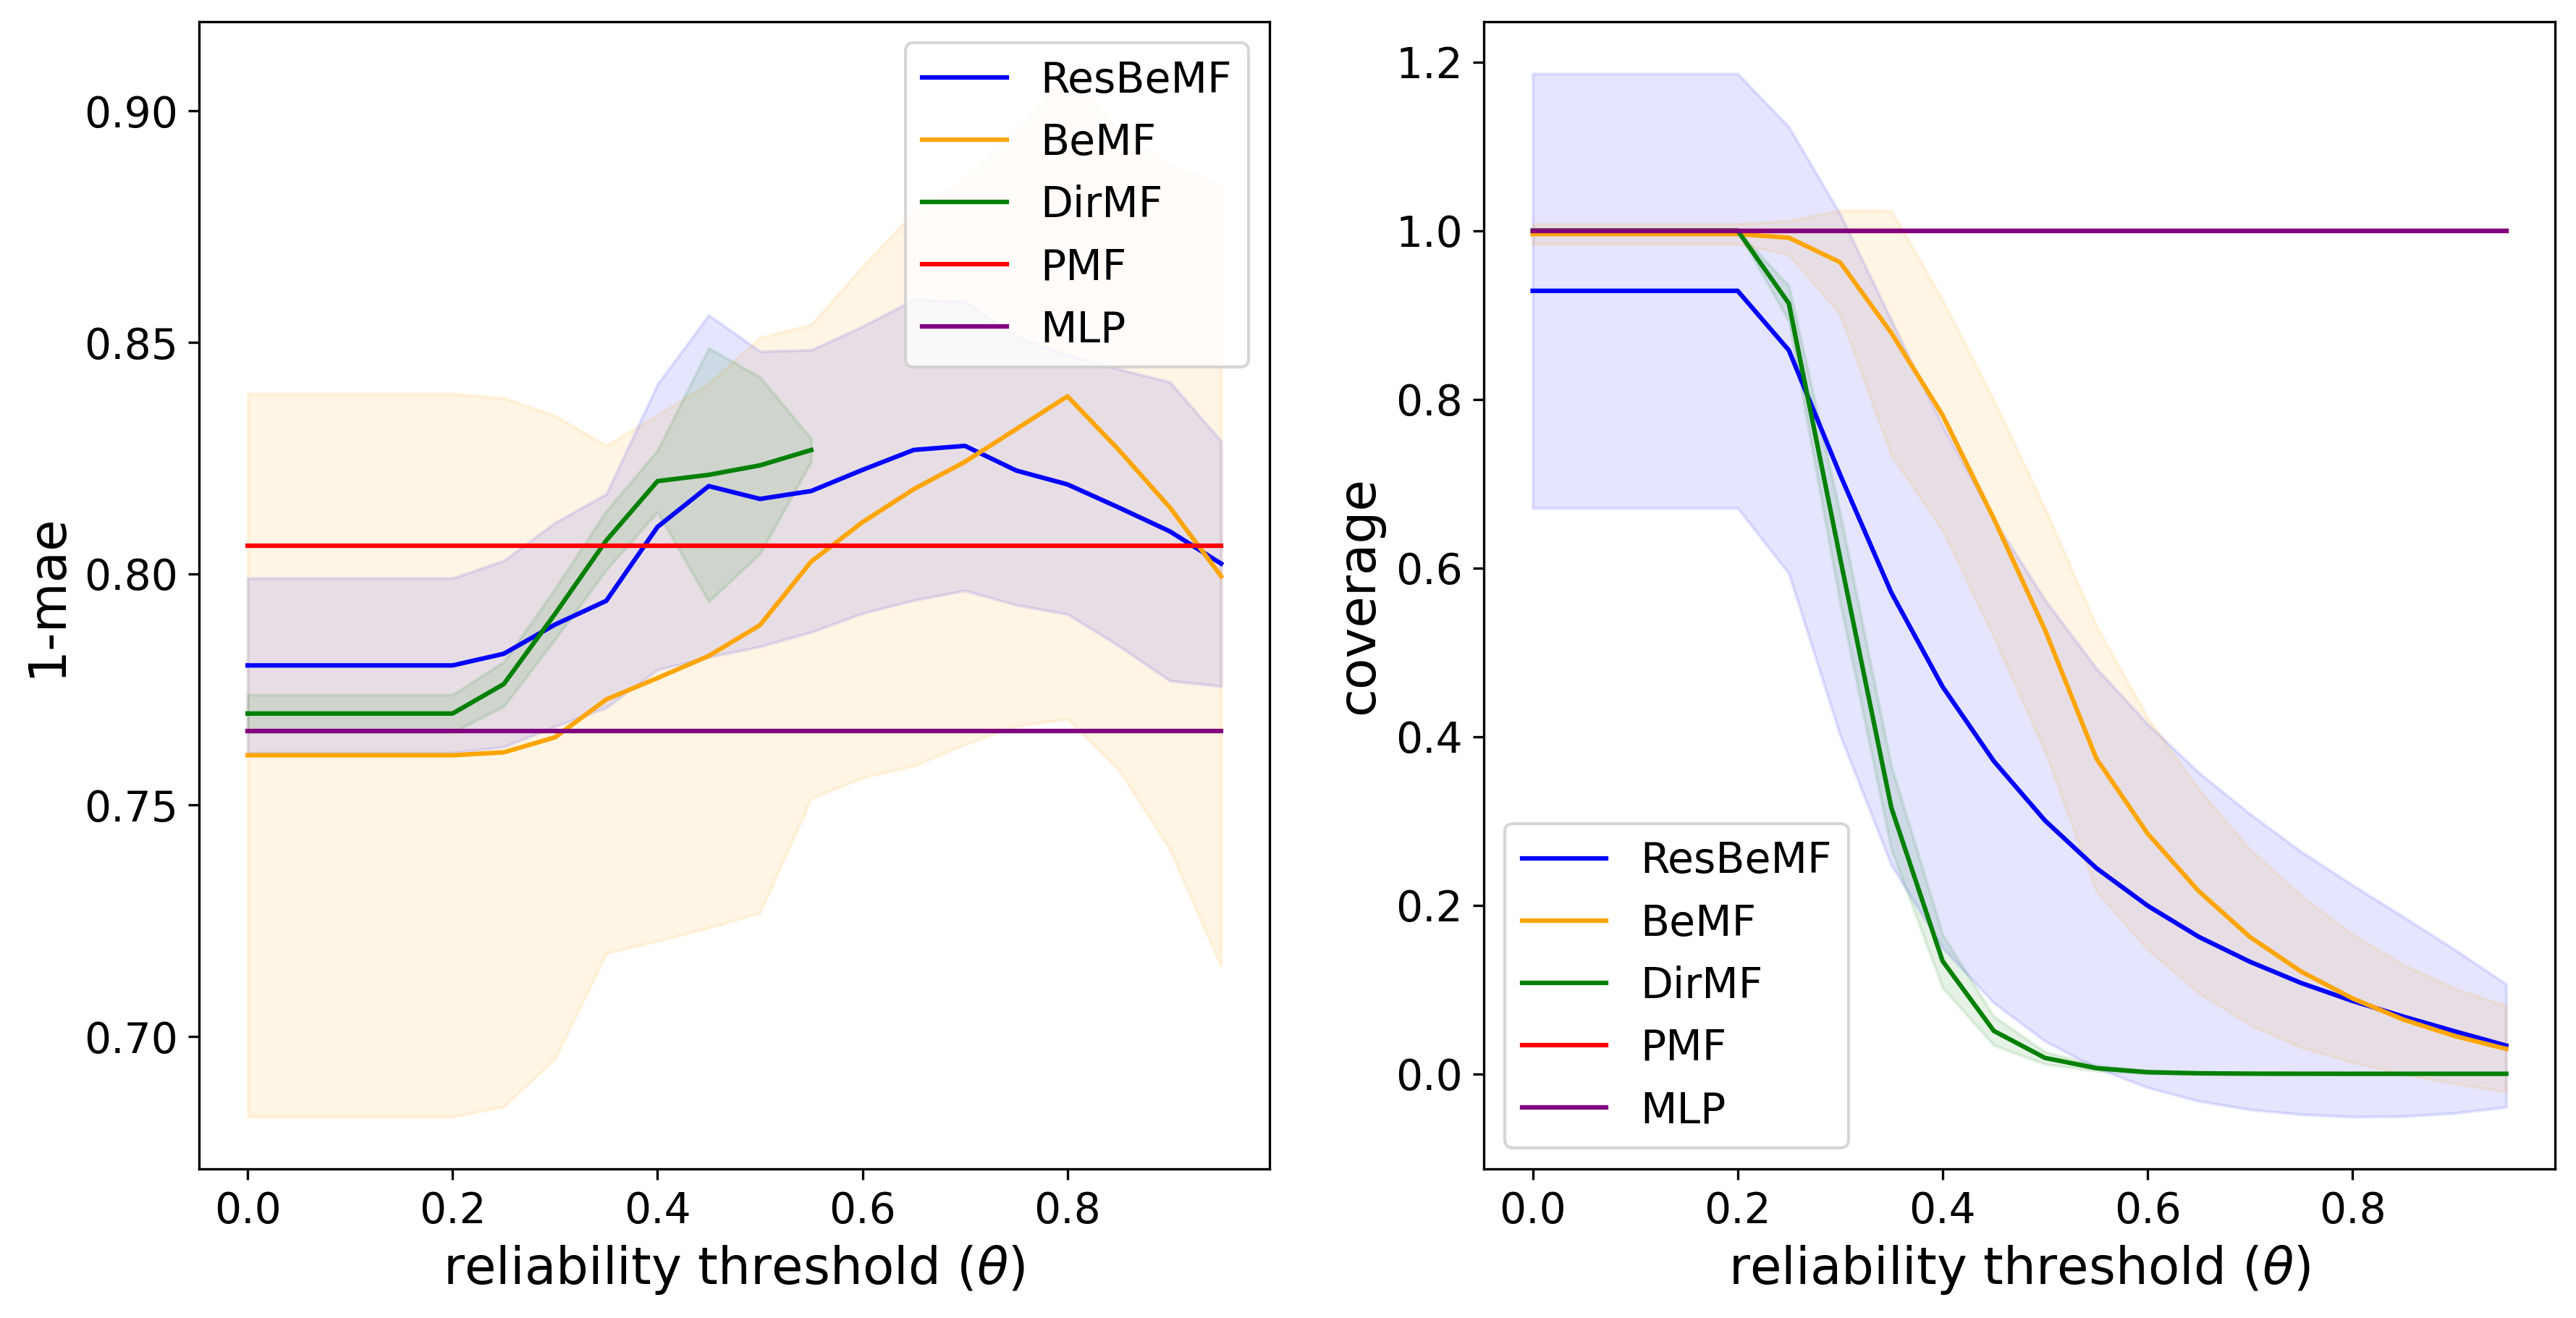 1-mae
0.90
0.85
0.80
0.75
0.70
0.0 0.2 0.4 0.6 0.8
reliability threshold (θ)
ResBeMF
BeMF
DirMF
PMF
MLP
coverage
1.2
1.0
0.8
0.6
0.4
0.2
0.0
0.0 0.2 0.4 0.6 0.8
reliability threshold (θ)
ResBeMF
BeMF
DirMF
PMF
MLP